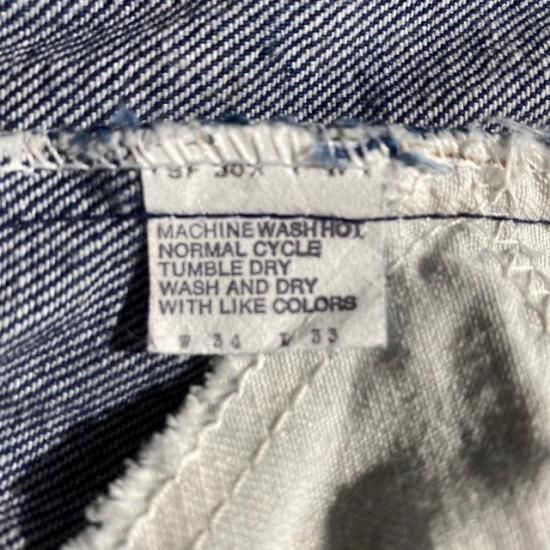 MACHINE WASH HOT
NORMAL CYCLE
TUMBLE DRY
WASH AND DRY
WITH LIKE COLORS
W 34 L 33